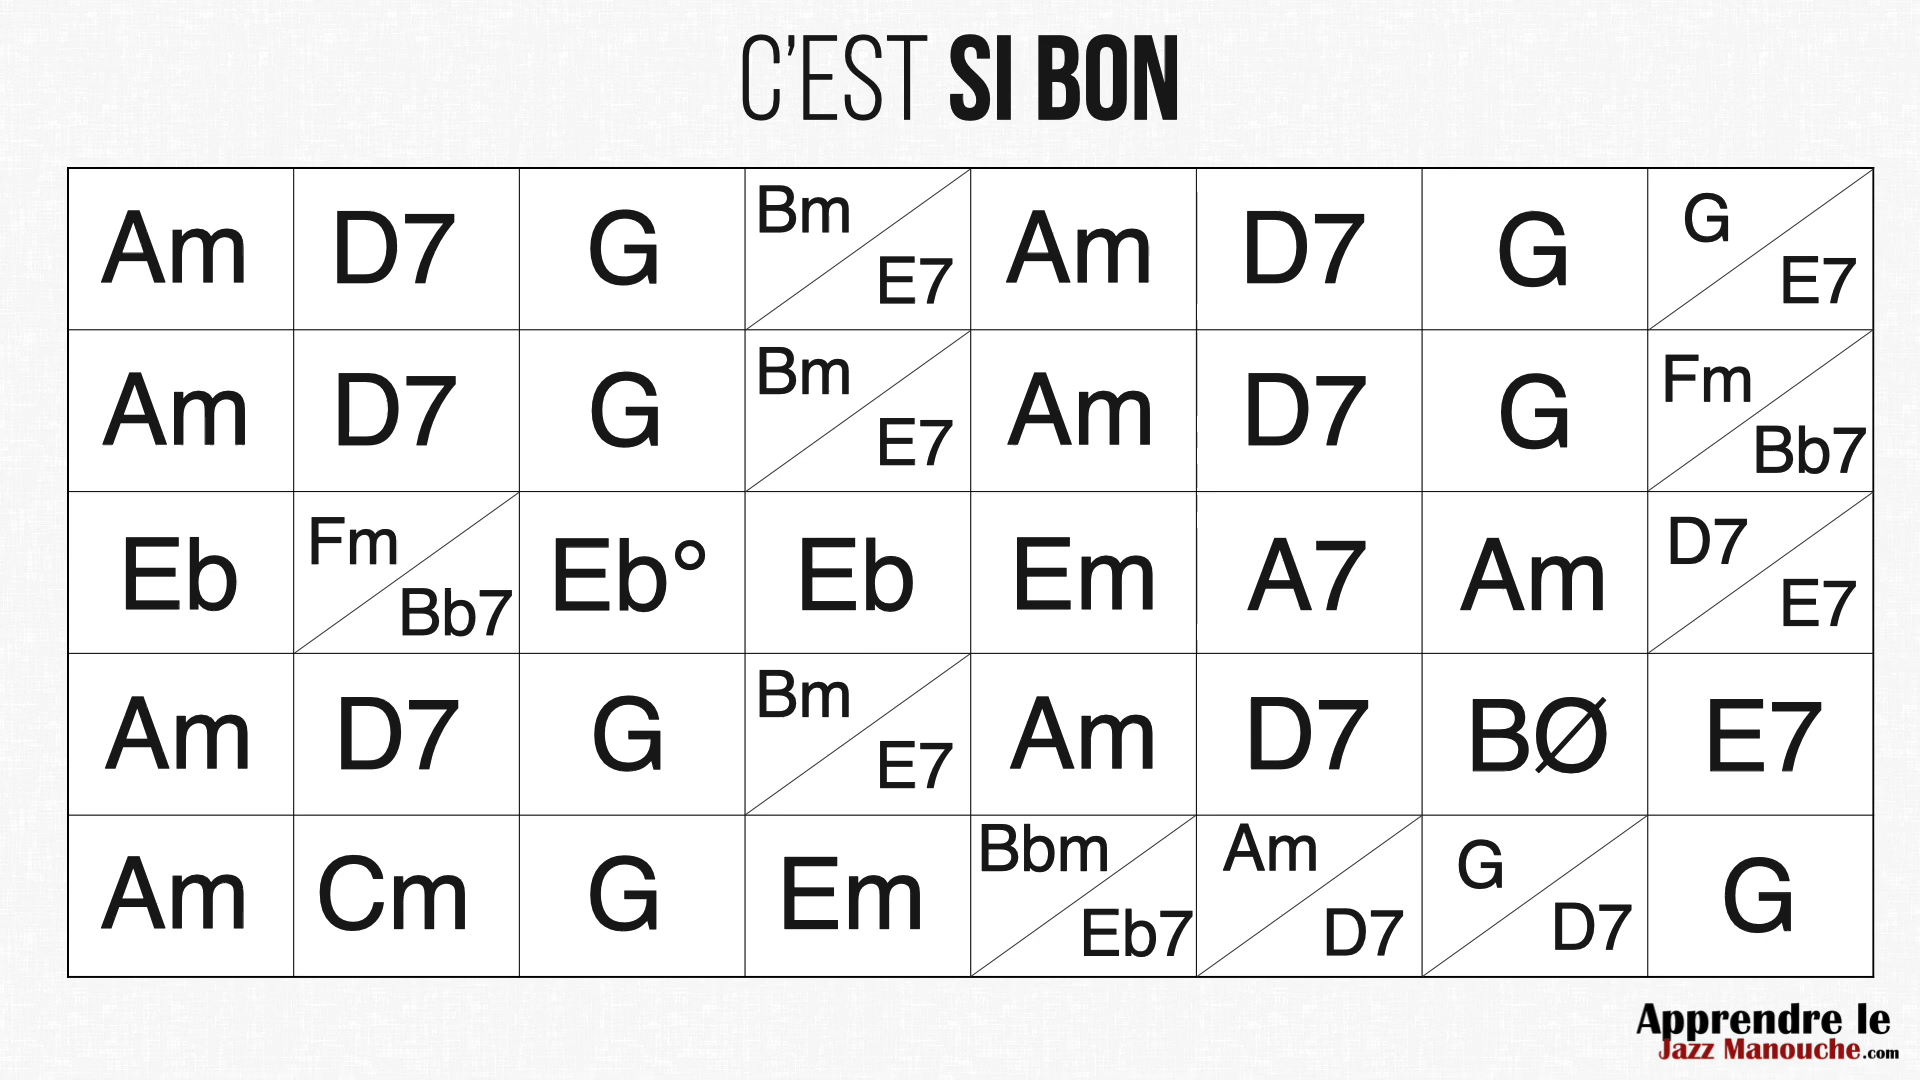 C'EST SI BON
Am D7 G Bm E7 Am D7 G G E7
Am D7 G Bm E7 Am D7 G Fm Bb7
Eb Fm Bb7 Eb° Eb Em A7 Am D7 E7
Am D7 G Bm E7 Am D7 BØ E7
Am Cm G Em Bbm Eb7 Am D7 G D7 G
Apprendre le
Jazz Manouche.com